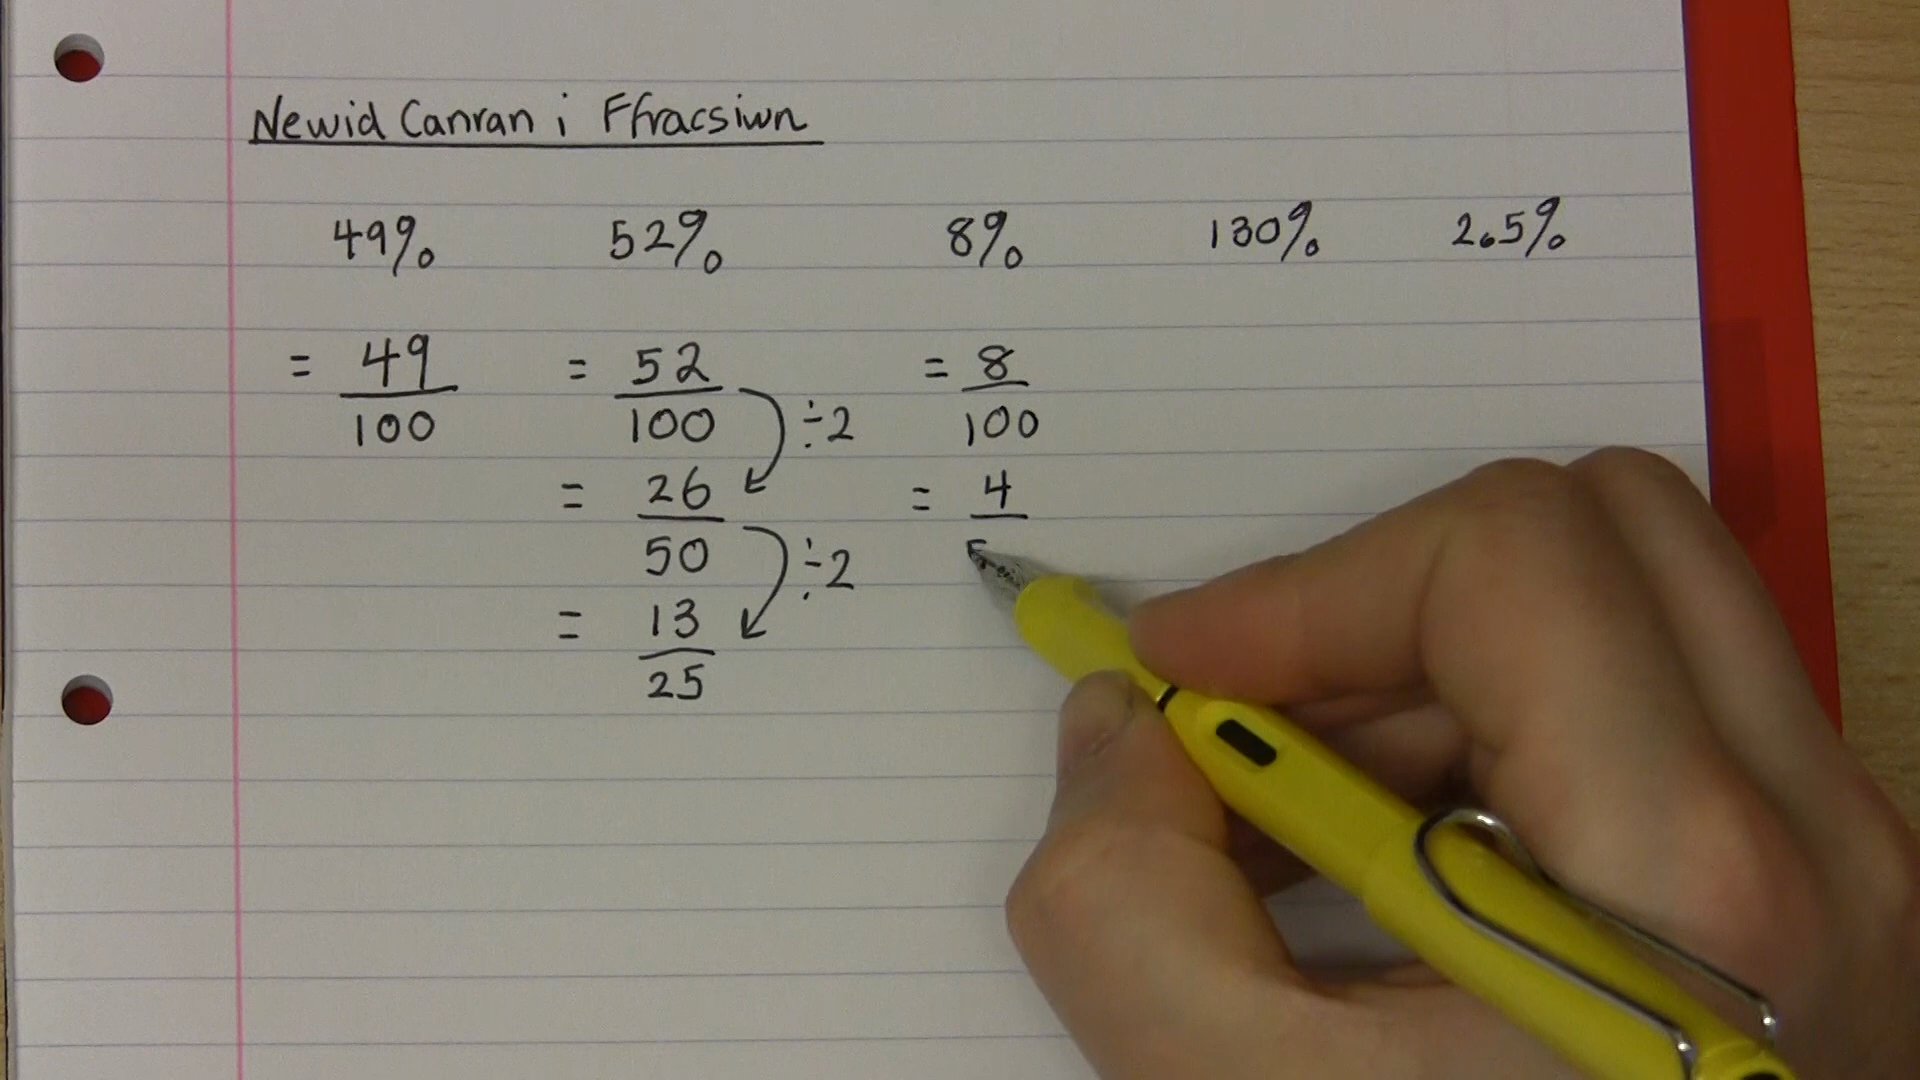 Newid Canran i Ffracsiwn
49% 52% 8% 130% 2.5%
= 49/100 = 52/100 ÷2 = 8/100
= 26/50 ÷2 = 4/5
= 13/25